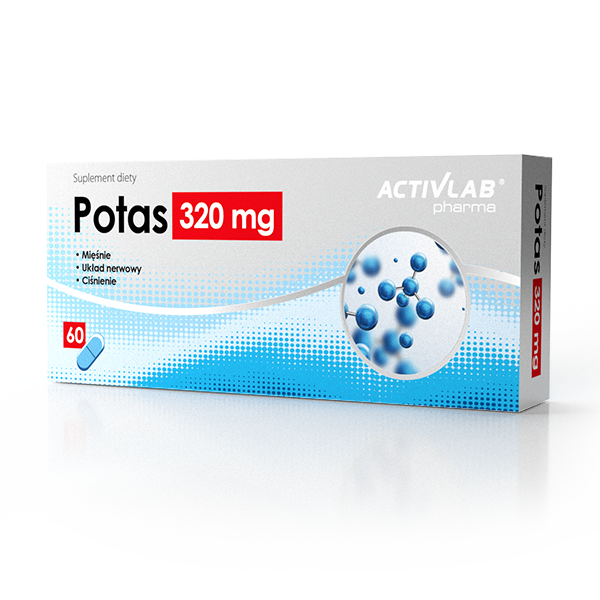 Suplement diety
Potas 320 mg
• Mięśnie
• Układ nerwowy
• Ciśnienie
60
ACTIVLAB®
pharma
Potas 320 mg